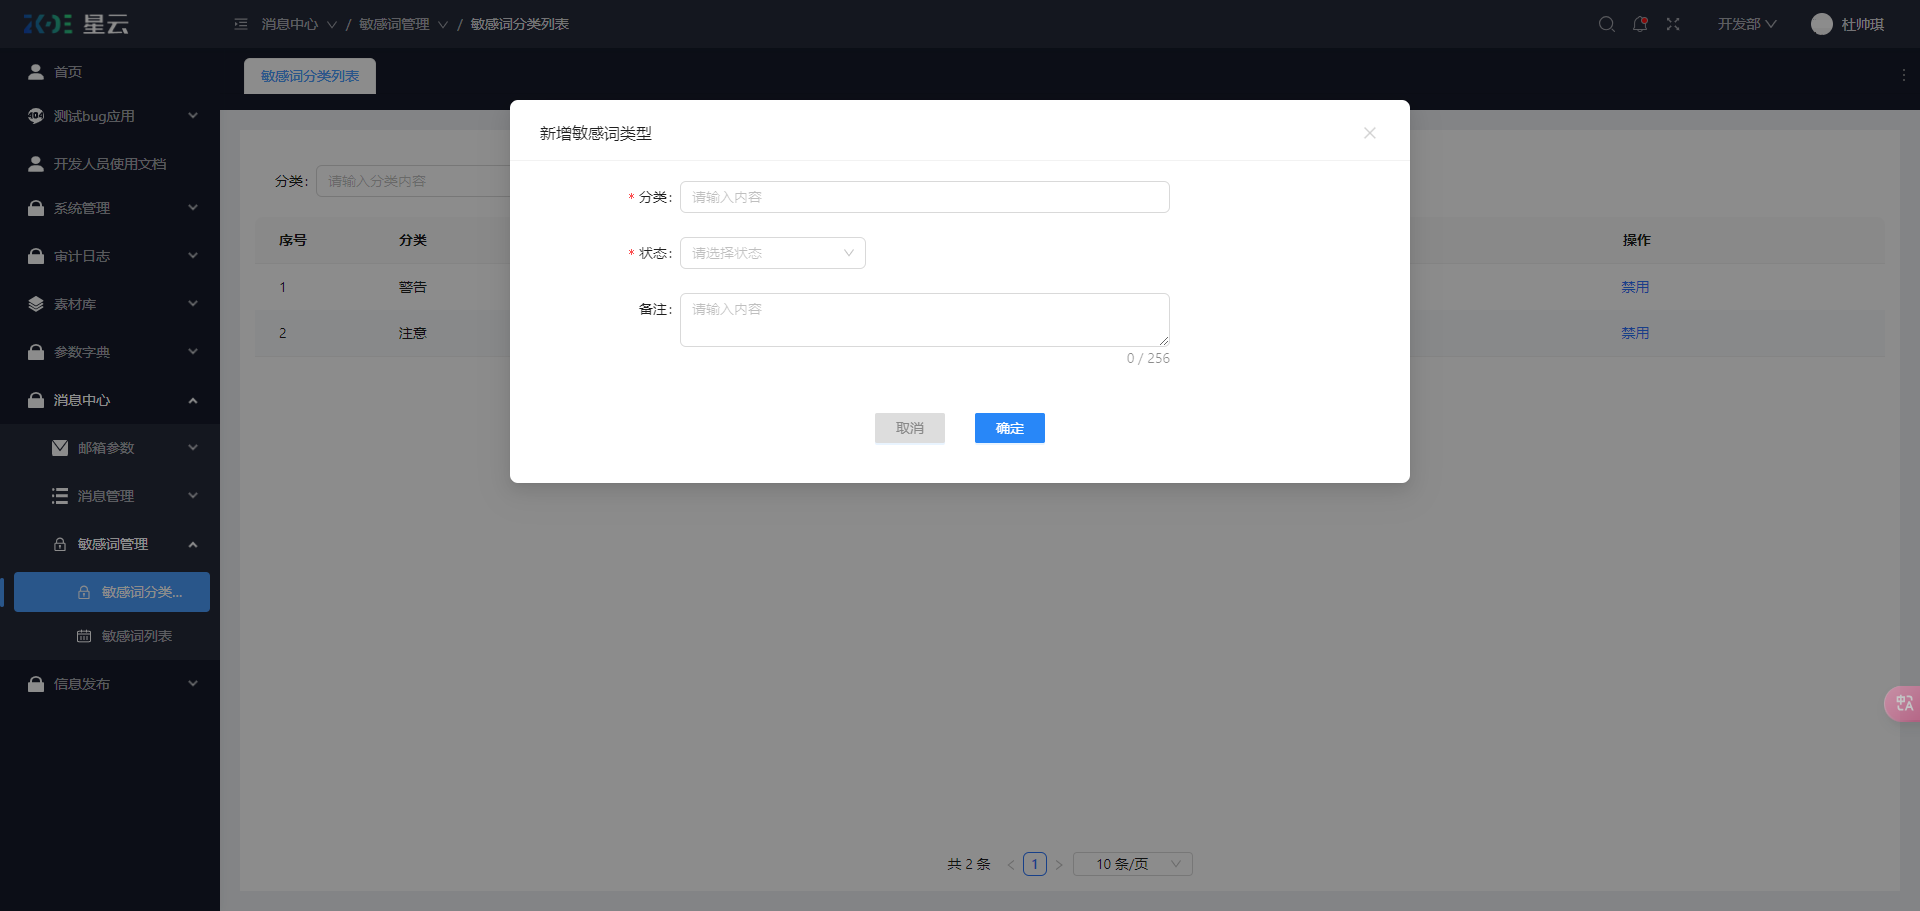 星云
消息中心 / 敏感词管理 / 敏感词分类列表
开发部
杜帅琪
首页
测试bug应用
开发人员使用文档
系统管理
审计日志
素材库
参数字典
消息中心
邮箱参数
消息管理
敏感词管理
敏感词分类...
敏感词列表
信息发布
敏感词分类列表
分类: 请输入分类内容
序号 分类 操作
1 警告 禁用
2 注意 禁用
共 2 条 < 1 > 10 条/页
新增敏感词类型
* 分类: 请输入内容
* 状态: 请选择状态
备注: 请输入内容
0 / 256
取消 确定